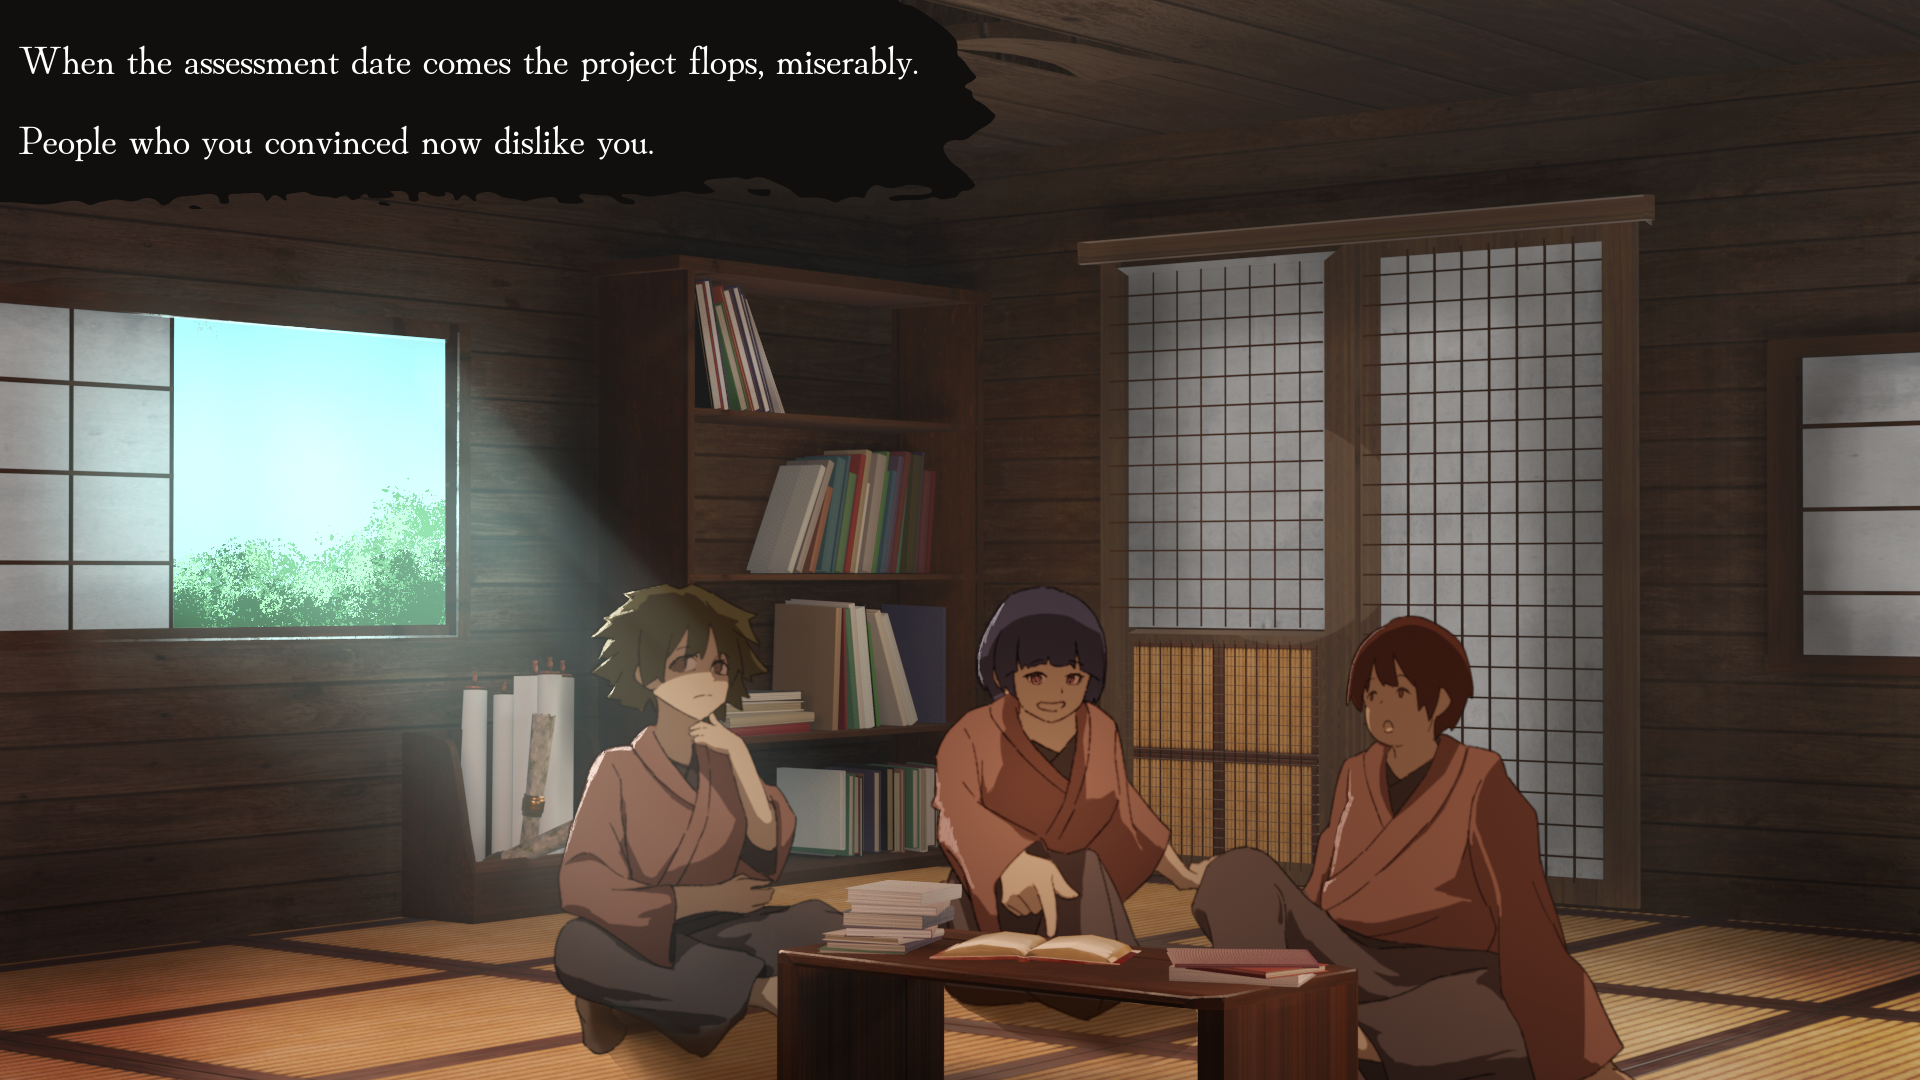 When the assessment date comes the project flops, miserably.
People who you convinced now dislike you.